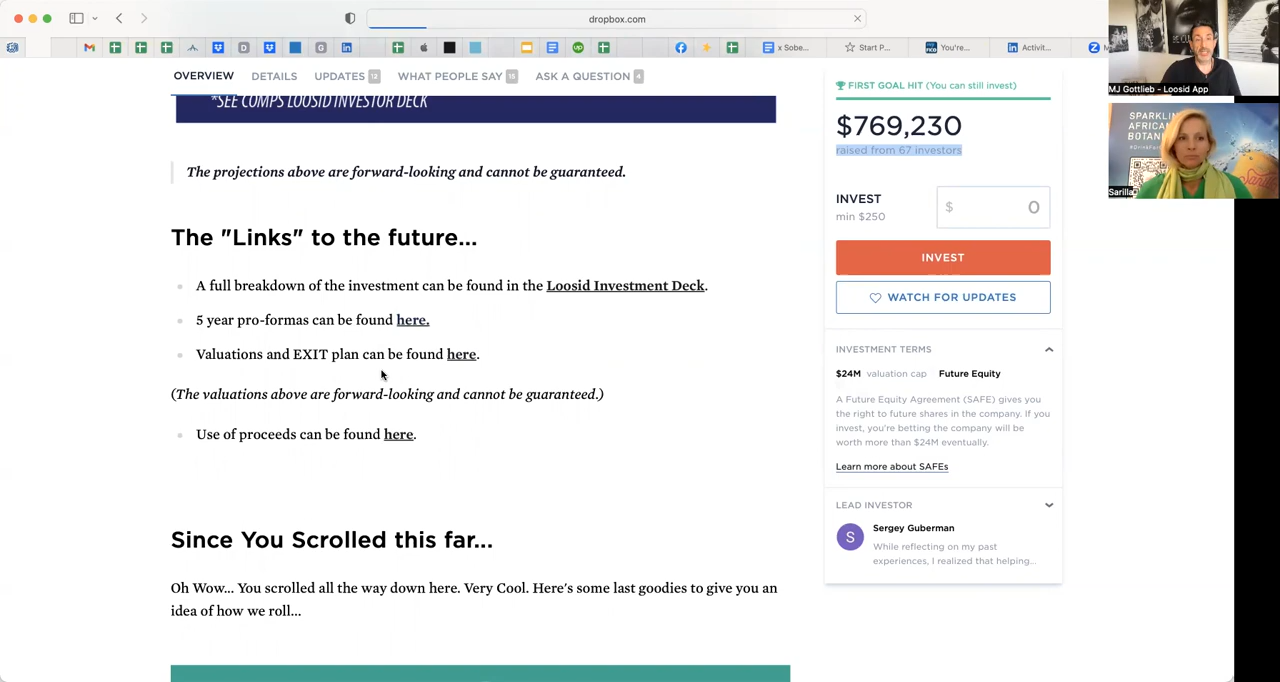 dropbox.com
x Sobe...
Start P...
You're...
Activit...
OVERVIEW
DETAILS
UPDATES 12
WHAT PEOPLE SAY 15
ASK A QUESTION 4
*SEE COMPS LOOSID INVESTOR DECK
The projections above are forward-looking and cannot be guaranteed.
The "Links" to the future...
A full breakdown of the investment can be found in the Loosid Investment Deck.
5 year pro-formas can be found here.
Valuations and EXIT plan can be found here.
(The valuations above are forward-looking and cannot be guaranteed.)
Use of proceeds can be found here.
Since You Scrolled this far...
Oh Wow... You scrolled all the way down here. Very Cool. Here's some last goodies to give you an
idea of how we roll...
FIRST GOAL HIT (You can still invest)
$769,230
raised from 67 investors
INVEST
min $250
$ 0
INVEST
WATCH FOR UPDATES
INVESTMENT TERMS
$24M valuation cap Future Equity
A Future Equity Agreement (SAFE) gives you
the right to future shares in the company. If you
invest, you're betting the company will be
worth more than $24M eventually.
Learn more about SAFEs
LEAD INVESTOR
S
Sergey Guberman
While reflecting on my past
experiences, I realized that helping...
MJ Gottlieb - Loosid App
SPARKLIN
AFRICA
BOTAN
Sarilla